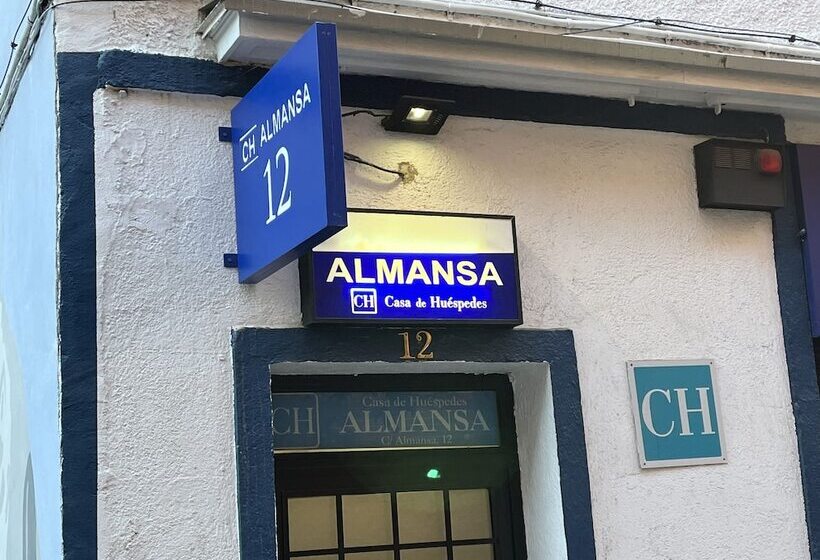 CH ALMANSA
12
ALMANSA
CH Casa de Huéspedes
12
Casa de Huéspedes
CH ALMANSA
C/ Almansa, 12
CH